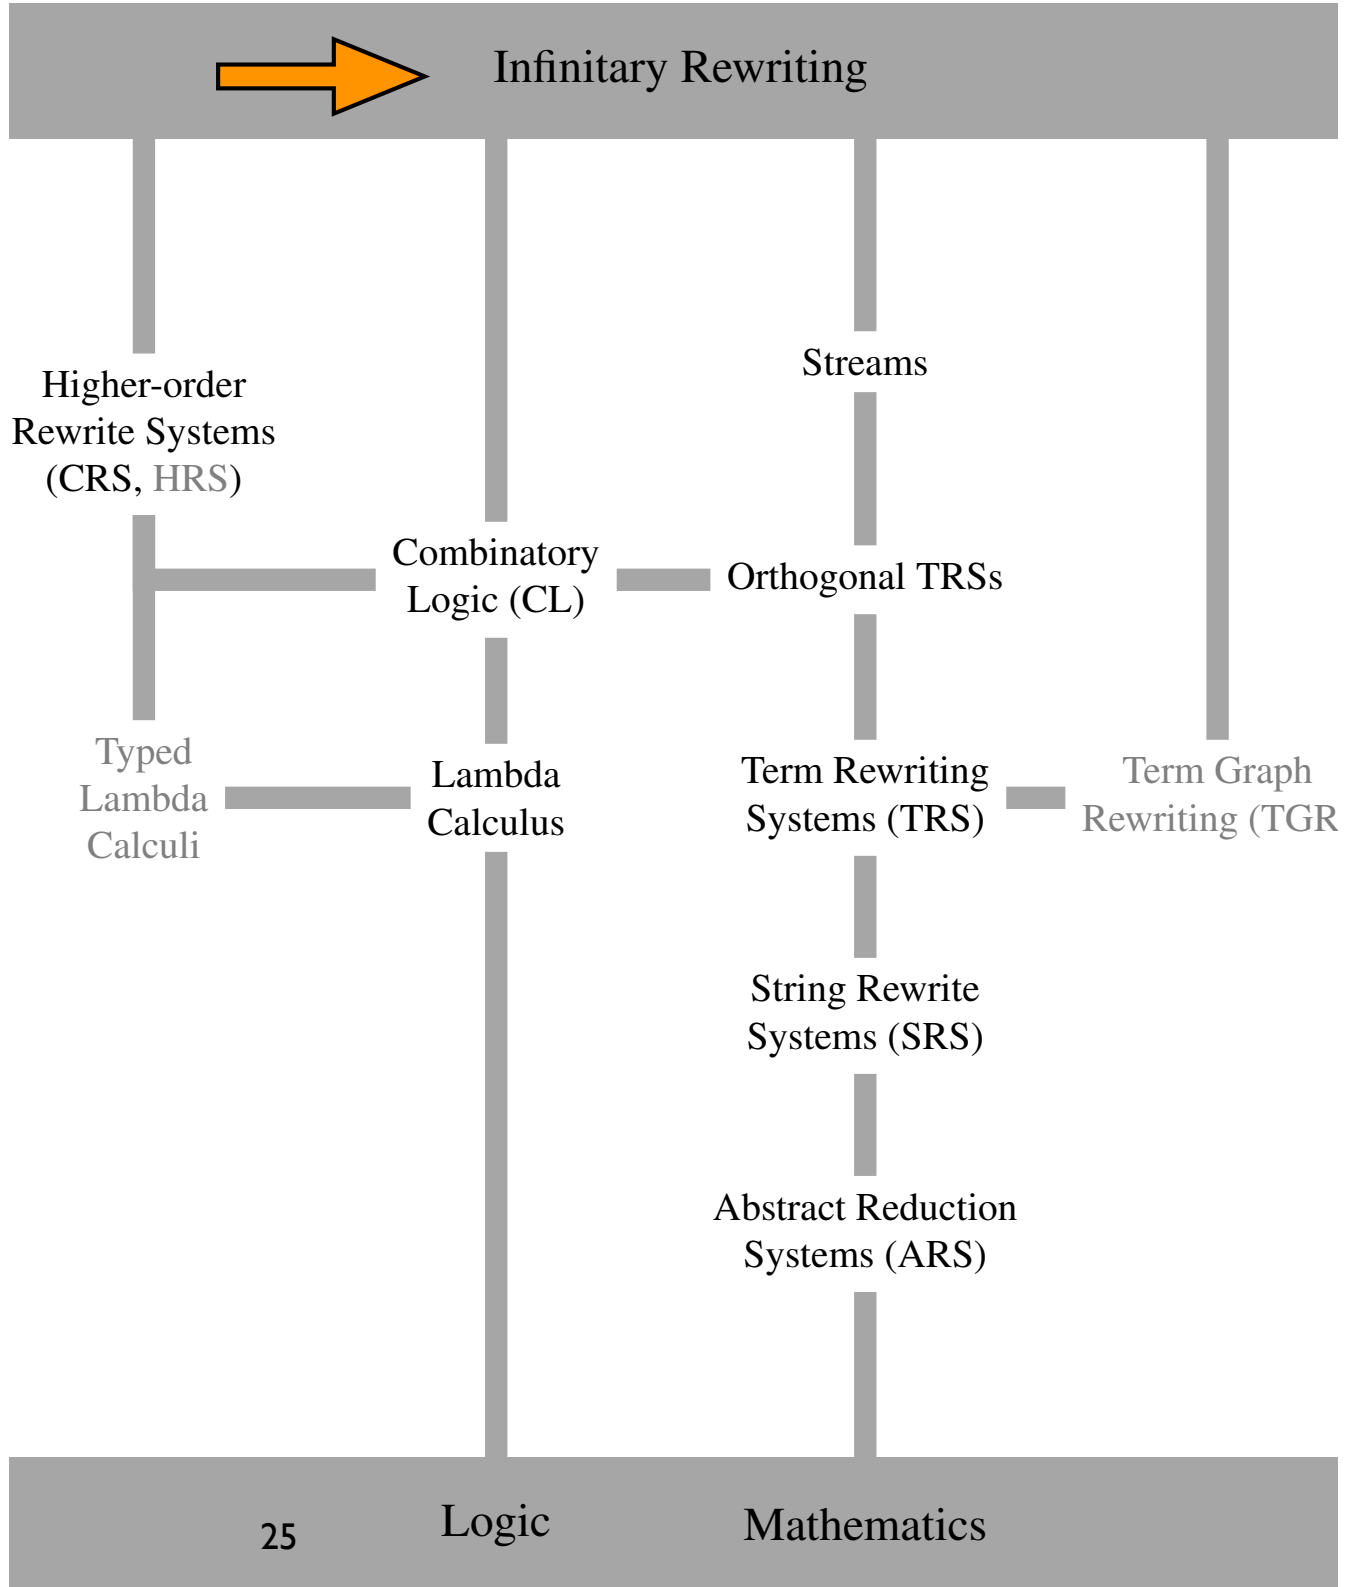 Infinitary Rewriting
Streams
Higher-order
Rewrite Systems
(CRS, HRS)
Combinatory
Logic (CL)
Orthogonal TRSs
Typed
Lambda
Calculi
Lambda
Calculus
Term Rewriting
Systems (TRS)
Term Graph
Rewriting (TGR
String Rewrite
Systems (SRS)
Abstract Reduction
Systems (ARS)
25
Logic
Mathematics